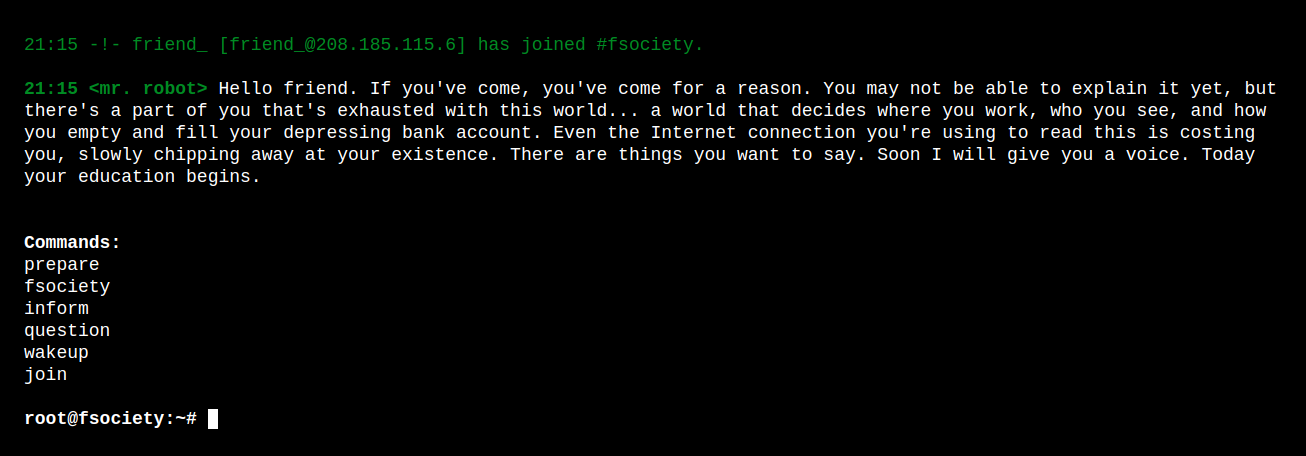 21:15 -!- friend_ [friend_@208.185.115.6] has joined #fsociety.
21:15 <mr. robot> Hello friend. If you've come, you've come for a reason. You may not be able to explain it yet, but
there's a part of you that's exhausted with this world... a world that decides where you work, who you see, and how
you empty and fill your depressing bank account. Even the Internet connection you're using to read this is costing
you, slowly chipping away at your existence. There are things you want to say. Soon I will give you a voice. Today
your education begins.
Commands:
prepare
fsociety
inform
question
wakeup
join
root@fsociety:~#